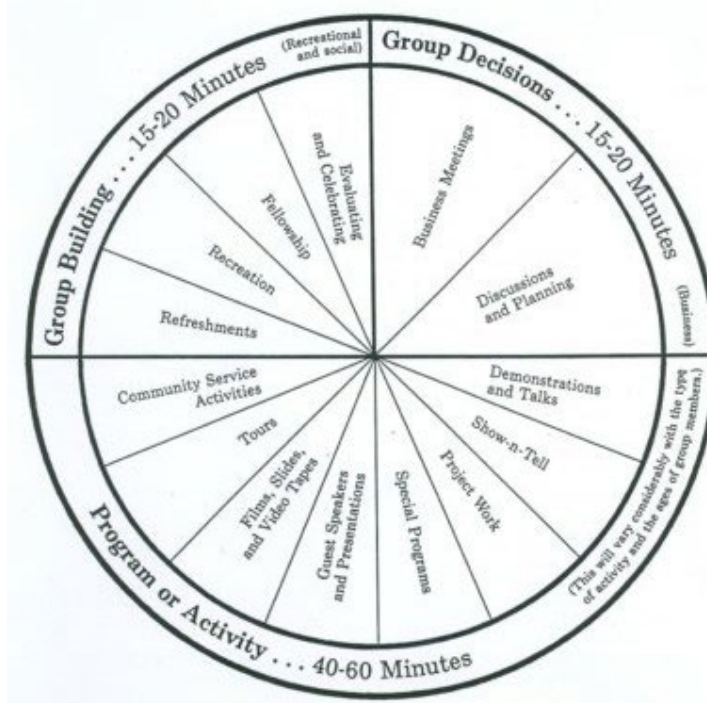 Group Building . . . 15-20 Minutes
(Recreational
and social)
Group Decisions . . . 15-20 Minutes
(Business)
Evaluating
and Celebrating
Fellowship
Recreation
Refreshments
Business Meetings
Discussions
and Planning
Demonstrations
and Talks
Show-n-Tell
Project Work
Special Programs
Guest Speakers
and Presentations
Films, Slides,
and Video Tapes
Tours
Community Service
Activities
Program or Activity . . . 40-60 Minutes
(This will vary considerably with the type
of activity and the ages of group members.)